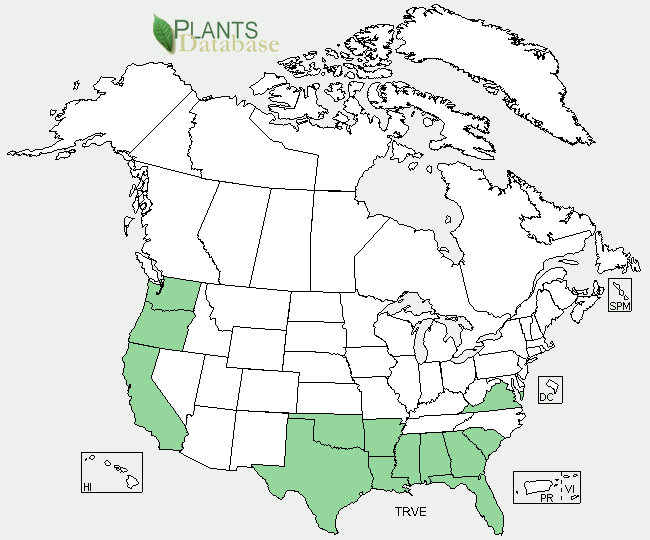 PLANTS
Database
SPM
DC
HI
PR
VI
TRVE